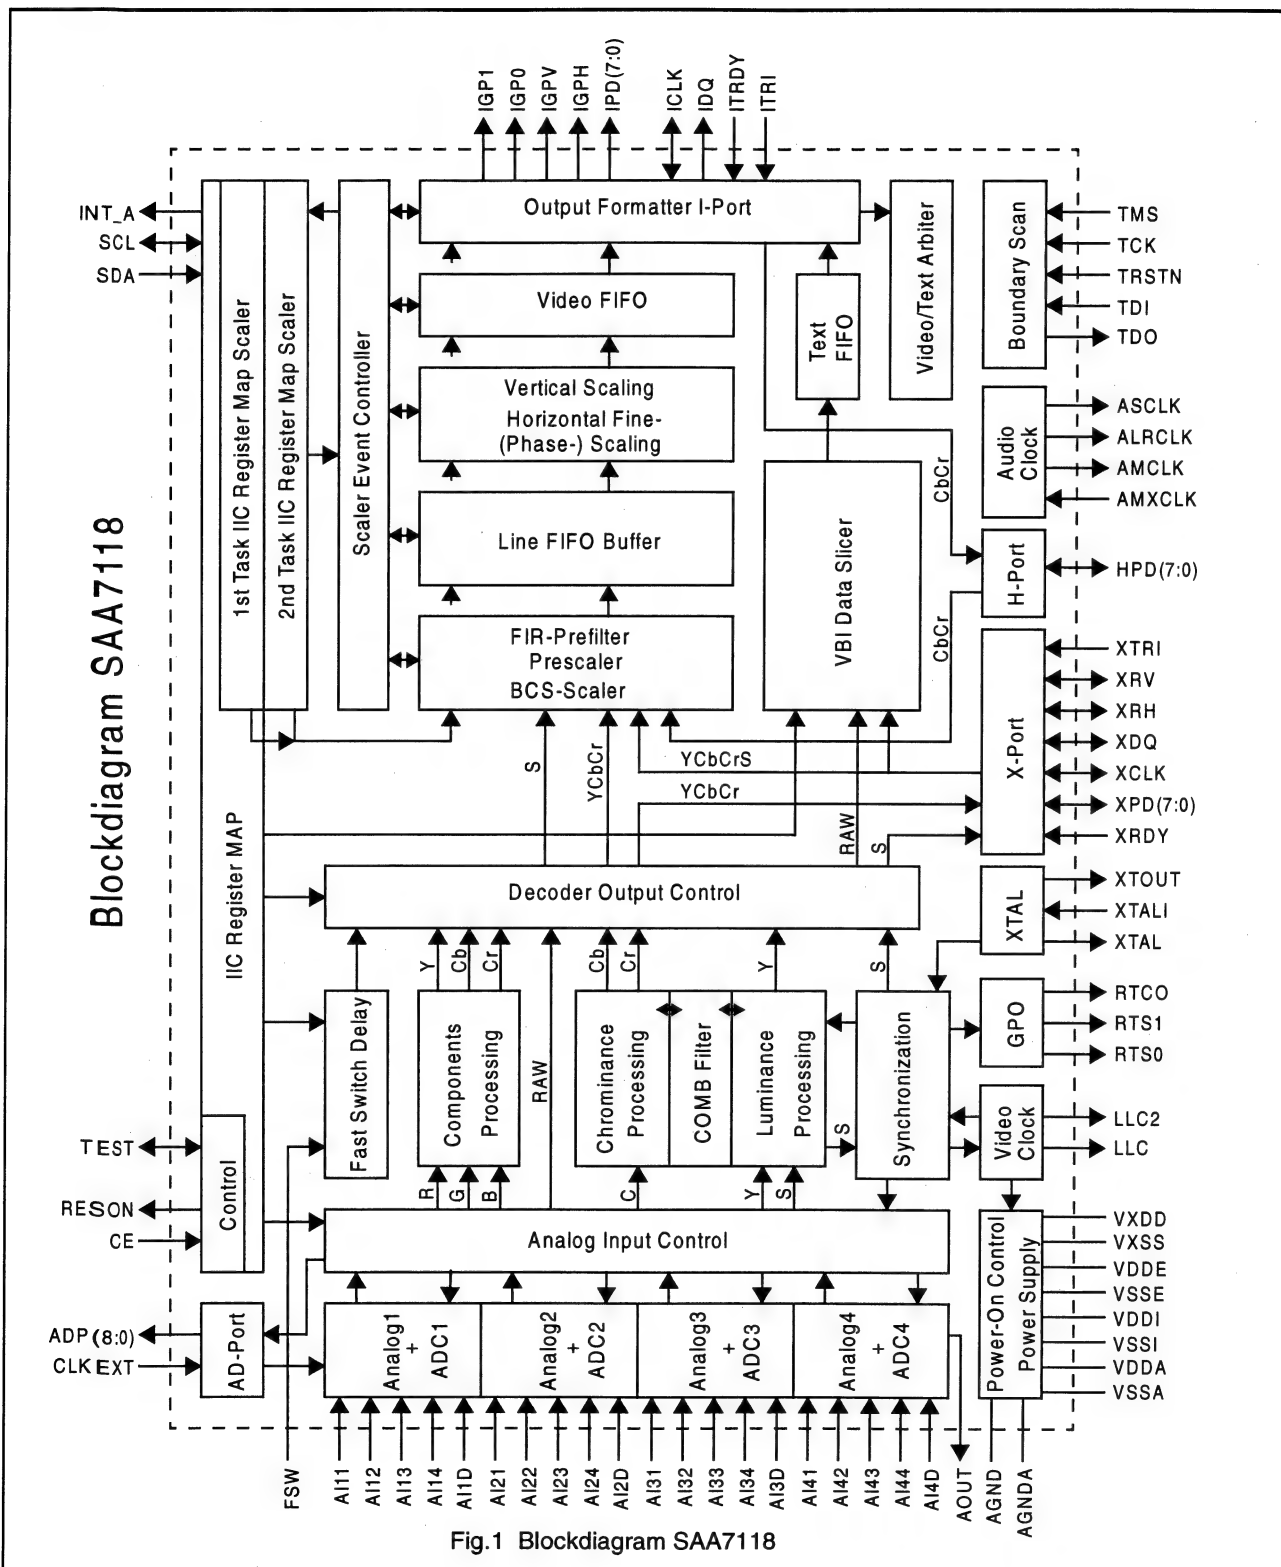 IGP1
IGP0
IGPV
IGPH
IPD(7:0)
ICLK
IDQ
ITRDY
ITRI
INT_A
SCL
SDA
Blockdiagram SAA7118
1st Task IIC Register Map Scaler
2nd Task IIC Register Map Scaler
IIC Register MAP
Scaler Event Controller
Output Formatter I-Port
Video FIFO
Vertical Scaling
Horizontal Fine-
(Phase-) Scaling
Line FIFO Buffer
FIR-Prefilter
Prescaler
BCS-Scaler
Text
FIFO
Video/Text Arbiter
VBI Data Slicer
Boundary Scan
TMS
TCK
TRSTN
TDI
TDO
Audio
Clock
ASCLK
ALRCLK
AMCLK
AMXCLK
CbCr
H-Port
HPD(7:0)
CbCr
X-Port
XTRI
XRV
XRH
XDQ
XCLK
XPD(7:0)
XRDY
S
YCbCr
YCbCrS
YCbCr
RAW
S
Decoder Output Control
XTAL
XTOUT
XTALI
XTAL
Y
Cb
Cr
RAW
Cb
Cr
Y
S
Fast Switch Delay
Components
Processing
Chrominance
Processing
COMB Filter
Luminance
Processing
S
Synchronization
GPO
RTCO
RTS1
RTS0
Video
Clock
LLC2
LLC
TEST
RESON
CE
Control
R
G
B
C
Y
S
Analog Input Control
Power-On Control
Power Supply
VXDD
VXSS
VDDE
VSSE
VDDI
VSSI
VDDA
VSSA
ADP(8:0)
CLKEXT
AD-Port
Analog1
+
ADC1
Analog2
+
ADC2
Analog3
+
ADC3
Analog4
+
ADC4
FSW
AI11
AI12
AI13
AI14
AI1D
AI21
AI22
AI23
AI24
AI2D
AI31
AI32
AI33
AI34
AI3D
AI41
AI42
AI43
AI44
AI4D
AOUT
AGND
AGNDA
Fig.1 Blockdiagram SAA7118